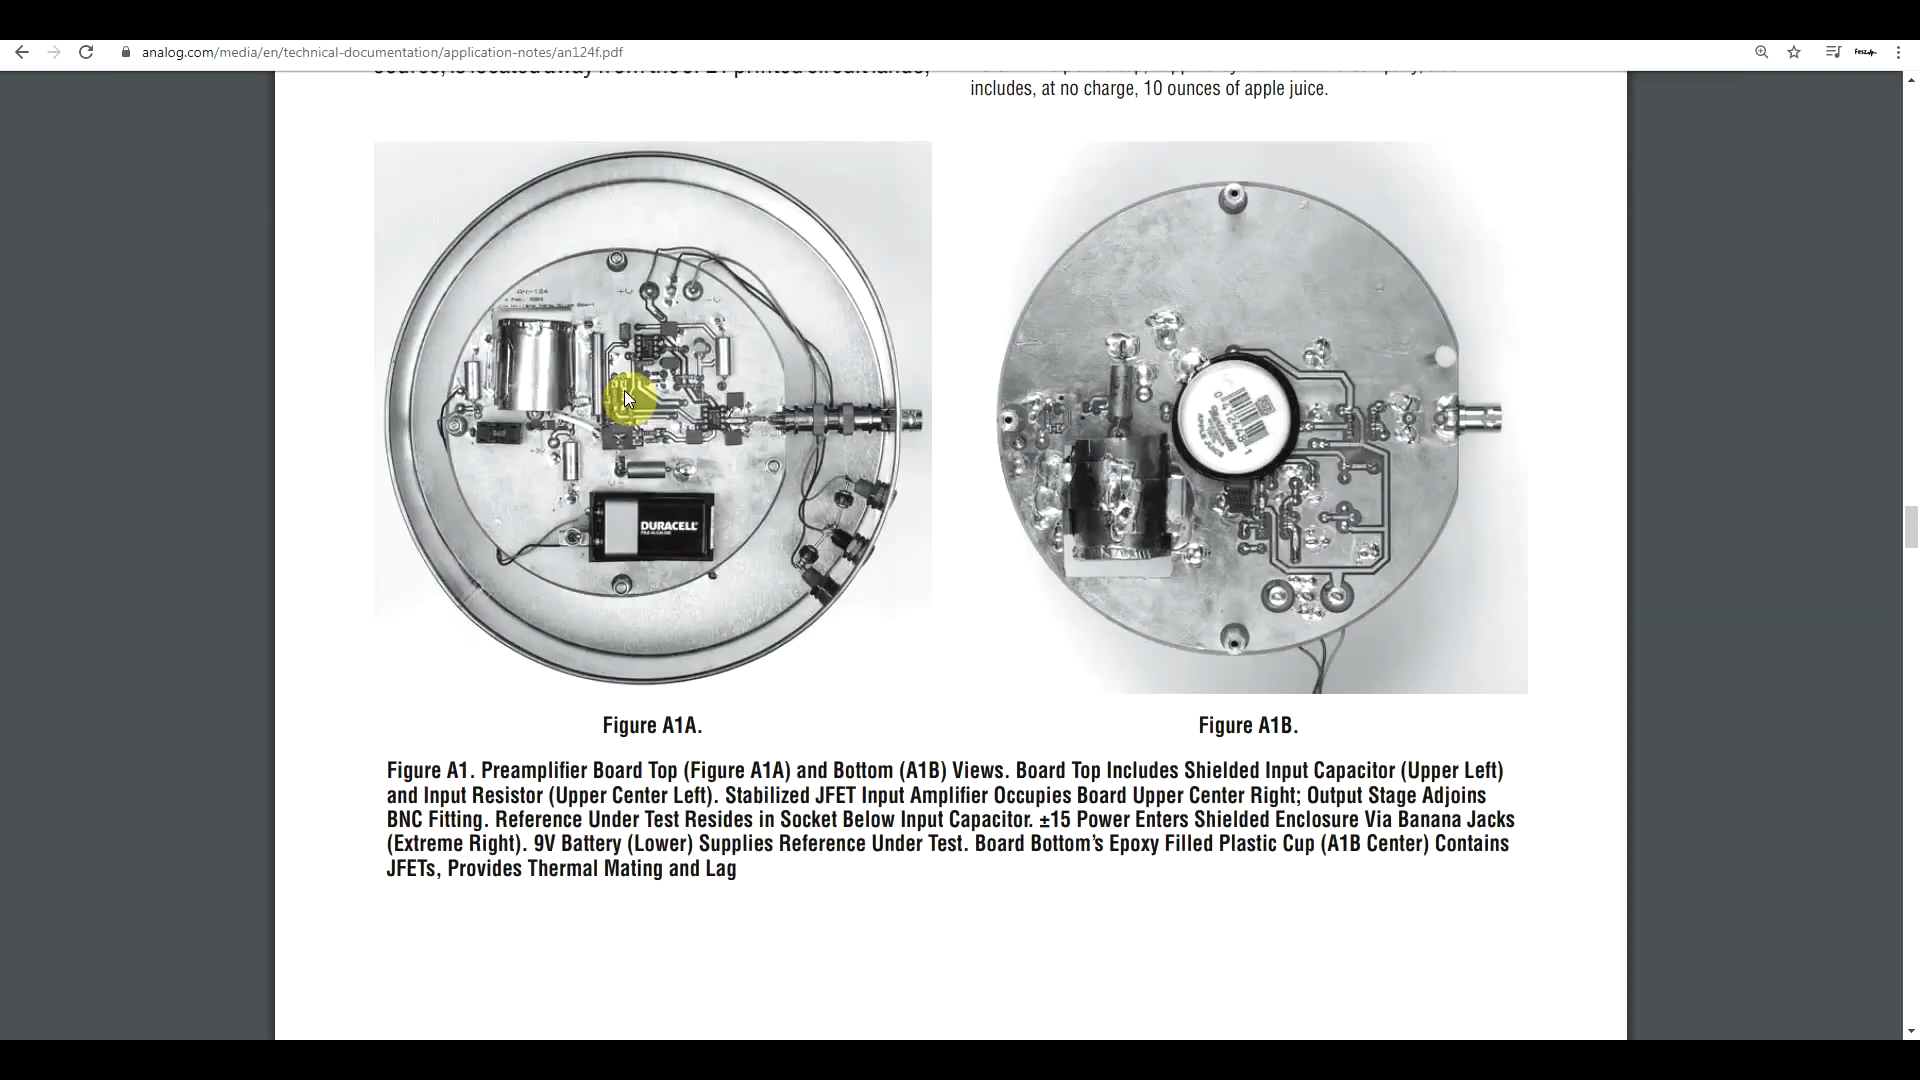 analog.com/media/en/technical-documentation/application-notes/an124f.pdf
includes, at no charge, 10 ounces of apple juice.
AN-124
+V
-V
+3V
DURACELL
APPLE JUICE
Figure A1A.
Figure A1B.
Figure A1. Preamplifier Board Top (Figure A1A) and Bottom (A1B) Views. Board Top Includes Shielded Input Capacitor (Upper Left)
and Input Resistor (Upper Center Left). Stabilized JFET Input Amplifier Occupies Board Upper Center Right; Output Stage Adjoins
BNC Fitting. Reference Under Test Resides in Socket Below Input Capacitor. ±15 Power Enters Shielded Enclosure Via Banana Jacks
(Extreme Right). 9V Battery (Lower) Supplies Reference Under Test. Board Bottom's Epoxy Filled Plastic Cup (A1B Center) Contains
JFETs, Provides Thermal Mating and Lag